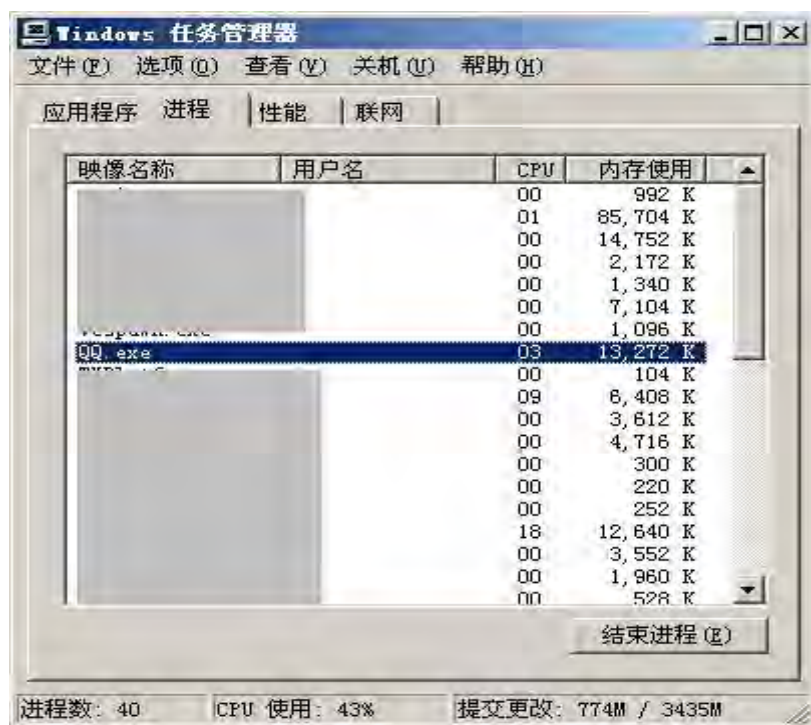 Windows 任务管理器
文件(F) 选项(O) 查看(V) 关机(U) 帮助(H)
应用程序 进程 性能 联网
映像名称 用户名 CPU 内存使用
00 992 K
01 85,704 K
00 14,752 K
00 2,172 K
00 1,340 K
00 7,104 K
00 1,096 K
QQ.exe 03 13,272 K
00 104 K
09 6,408 K
00 3,612 K
00 4,716 K
00 300 K
00 220 K
00 252 K
18 12,640 K
00 3,552 K
00 1,960 K
00 528 K
结束进程(E)
进程数: 40 CPU 使用: 43% 提交更改: 774M / 3435M